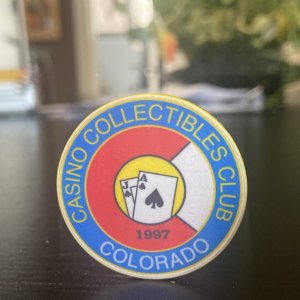 CASINO COLLECTIBLES CLUB
J A
1997
COLORADO